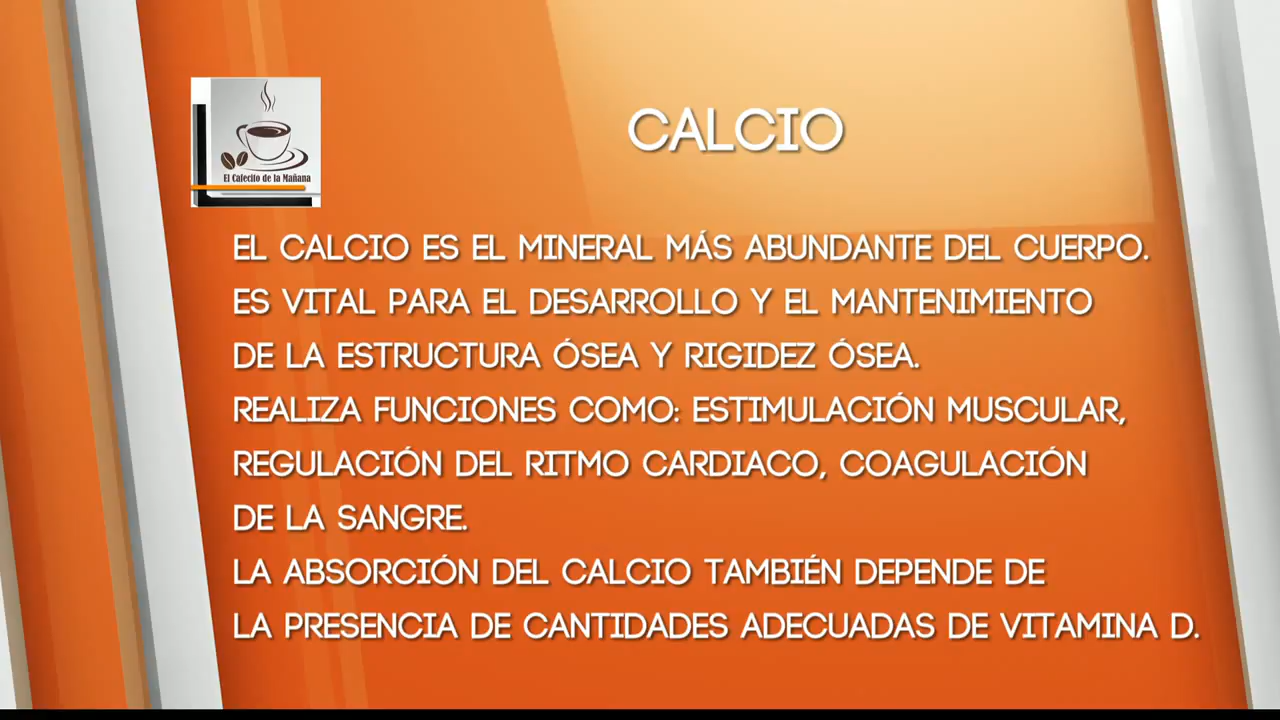 CALCIO
El Cafecito de la Mañana
EL CALCIO ES EL MINERAL MÁS ABUNDANTE DEL CUERPO.
ES VITAL PARA EL DESARROLLO Y EL MANTENIMIENTO
DE LA ESTRUCTURA ÓSEA Y RIGIDEZ ÓSEA.
REALIZA FUNCIONES COMO: ESTIMULACIÓN MUSCULAR,
REGULACIÓN DEL RITMO CARDIACO, COAGULACIÓN
DE LA SANGRE.
LA ABSORCIÓN DEL CALCIO TAMBIÉN DEPENDE DE
LA PRESENCIA DE CANTIDADES ADECUADAS DE VITAMINA D.